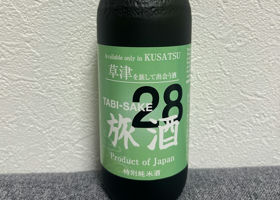 Available only in KUSATSU
草津を旅して出会う酒
TABI-SAKE 28
旅酒
Product of Japan
特別純米酒